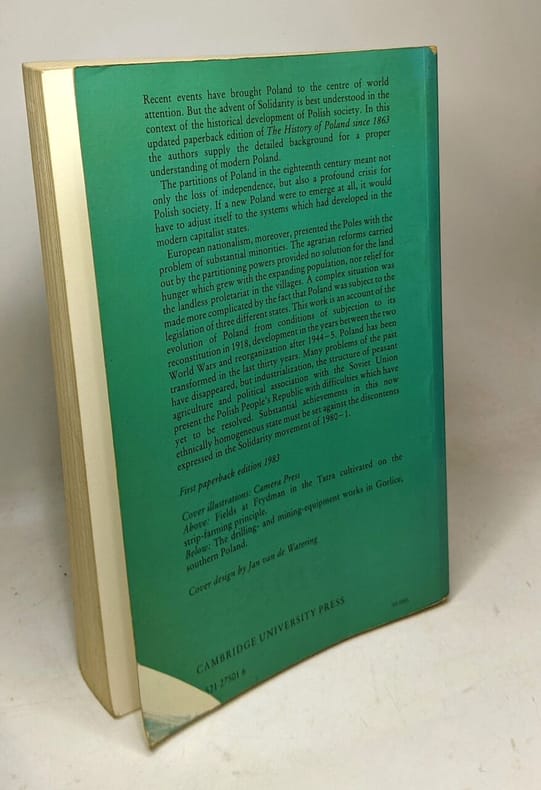 Recent events have brought Poland to the centre of world
attention. But the advent of Solidarity is best understood in the
context of the historical development of Polish society. In this
updated paperback edition of The History of Poland since 1863
the authors supply the detailed background for a proper
understanding of modern Poland.
The partitions of Poland in the eighteenth century meant not
only the loss of independence, but also a profound crisis for
Polish society. If a new Poland were to emerge at all, it would
have to adjust itself to the systems which had developed in the
modern capitalist states.
European nationalism, moreover, presented the Poles with the
problem of substantial minorities. The agrarian reforms carried
out by the partitioning powers provided no solution for the land
hunger which grew with the expanding population, nor relief for
the landless proletariat in the villages. A complex situation was
made more complicated by the fact that Poland was subject to the
legislation of three different states. This work is an account of the
evolution of Poland from conditions of subjection to its
reconstitution in 1918, development in the years between the two
World Wars and reorganisation after 1944–5. Poland has been
transformed in the last thirty years. Many problems of the past
have disappeared, but industrialization, the structure of peasant
agriculture and political association with the Soviet Union
present the Polish People's Republic with difficulties which have
yet to be resolved. Substantial achievements in this now
ethnically homogeneous state must be set against the discontents
expressed in the Solidarity movement of 1980–1.
First paperback edition 1983
Cover illustrations: Camera Press
Above: Fields at Frydman in the Tatra cultivated on the
strip-farming principle.
Below: The drilling- and mining-equipment works in Gorlice,
southern Poland.
Cover design by Jan van de Watering
CAMBRIDGE UNIVERSITY PRESS
521 27501 6